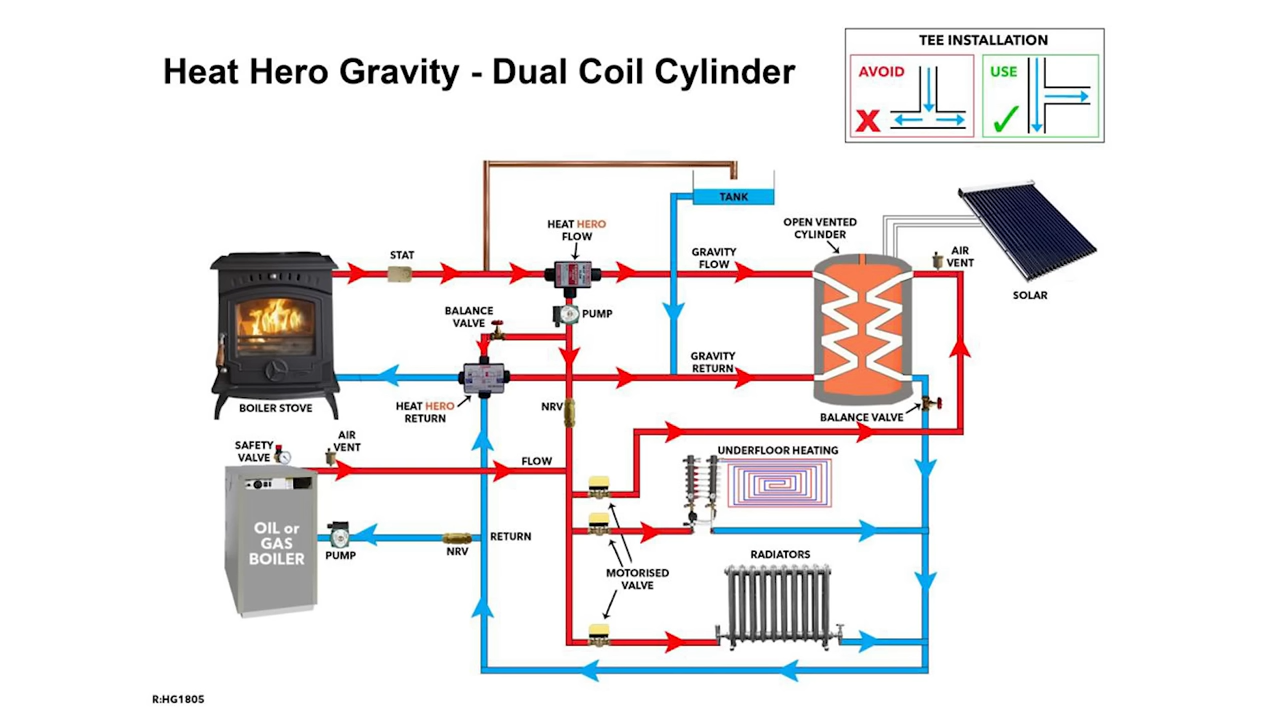 Heat Hero Gravity - Dual Coil Cylinder
TEE INSTALLATION
AVOID
USE
TANK
HEAT HERO
FLOW
STAT
GRAVITY
FLOW
OPEN VENTED
CYLINDER
AIR
VENT
SOLAR
BALANCE
VALVE
PUMP
GRAVITY
RETURN
BOILER STOVE
HEAT HERO
RETURN
NRV
BALANCE VALVE
SAFETY
VALVE
AIR
VENT
FLOW
UNDERFLOOR HEATING
OIL or
GAS
BOILER
PUMP
NRV
RETURN
MOTORISED
VALVE
RADIATORS
R:HG1805